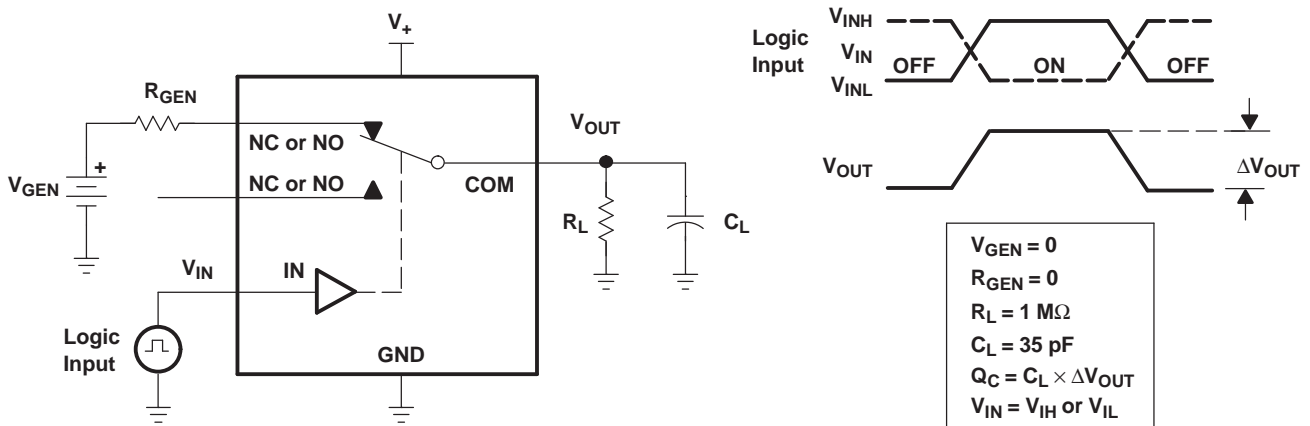 V+
RGEN
NC or NO
VOUT
VGEN
+
NC or NO
COM
RL
CL
VIN
IN
Logic
Input
GND
Logic
Input
VINH
VIN
VINL
OFF
ON
OFF
VOUT
ΔVOUT
VGEN = 0
RGEN = 0
RL = 1 MΩ
CL = 35 pF
QC = CL × ΔVOUT
VIN = VIH or VIL